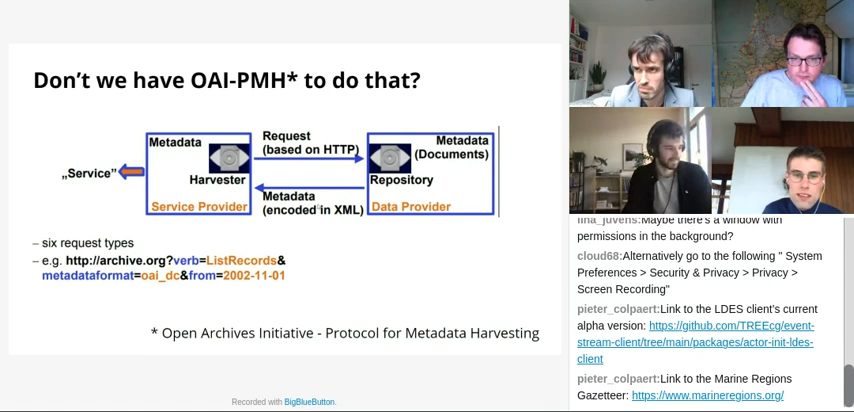 Don't we have OAI-PMH* to do that?
Metadata
Harvester
Service Provider
„Service"
Request
(based on HTTP)
Metadata
(encoded in XML)
Metadata
(Documents)
Repository
Data Provider
– six request types
– e.g. http://archive.org?verb=ListRecords&
metadataformat=oai_dc&from=2002-11-01
* Open Archives Initiative - Protocol for Metadata Harvesting
Recorded with BigBlueButton.
lina_juvens:Maybe there's a window with
permissions in the background?
cloud68:Alternatively go to the following " System
Preferences > Security & Privacy > Privacy >
Screen Recording"
pieter_colpaert:Link to the LDES client's current
alpha version: https://github.com/TREEcg/event-
stream-client/tree/main/packages/actor-init-ldes-
client
pieter_colpaert:Link to the Marine Regions
Gazetteer: https://www.marineregions.org/